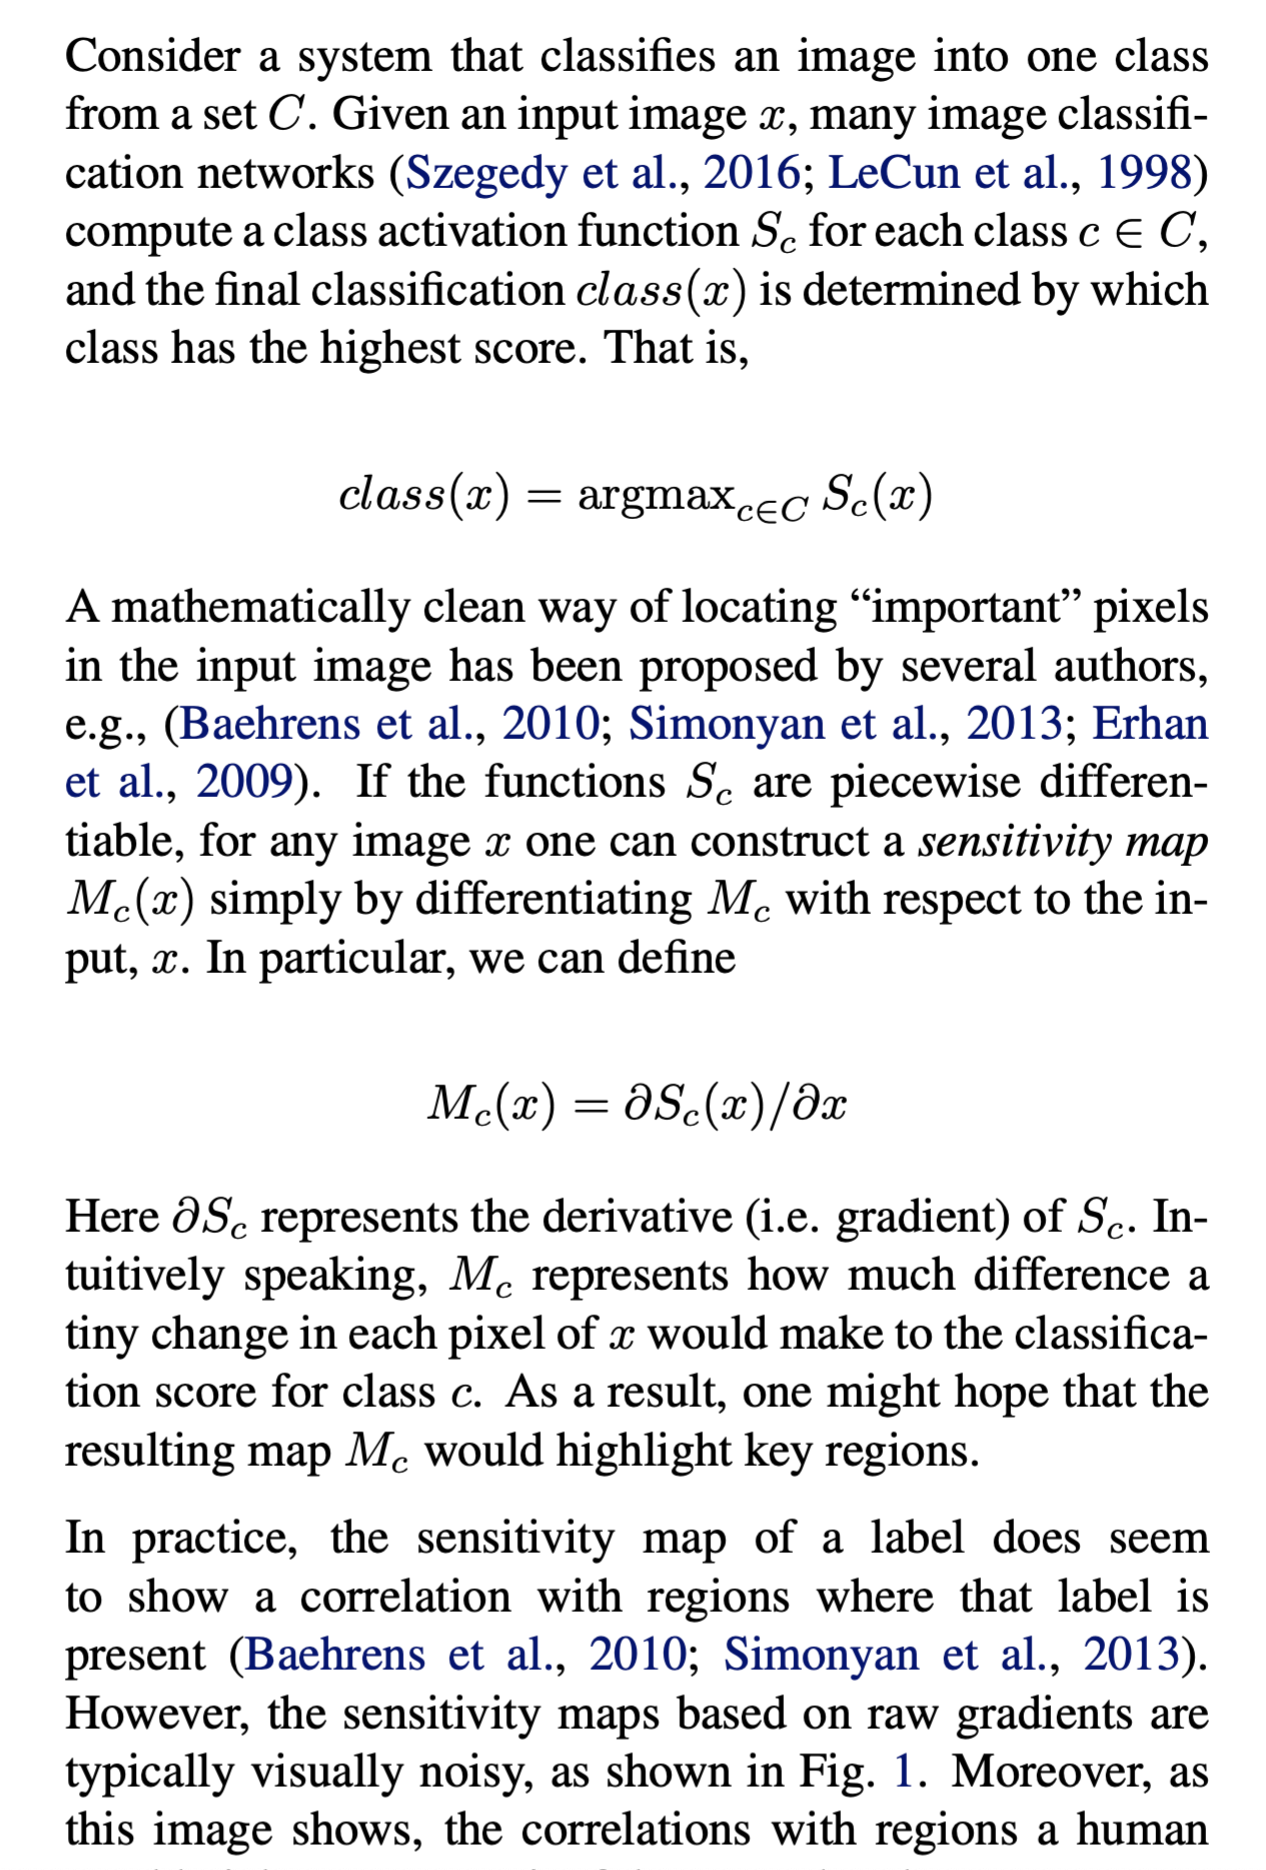 Consider a system that classifies an image into one class
from a set C. Given an input image x, many image classifi-
cation networks (Szegedy et al., 2016; LeCun et al., 1998)
compute a class activation function S_c for each class c ∈ C,
and the final classification class(x) is determined by which
class has the highest score. That is,
class(x) = argmax_{c∈C} S_c(x)
A mathematically clean way of locating “important” pixels
in the input image has been proposed by several authors,
e.g., (Baehrens et al., 2010; Simonyan et al., 2013; Erhan
et al., 2009). If the functions S_c are piecewise differen-
tiable, for any image x one can construct a sensitivity map
M_c(x) simply by differentiating M_c with respect to the in-
put, x. In particular, we can define
M_c(x) = ∂S_c(x)/∂x
Here ∂S_c represents the derivative (i.e. gradient) of S_c. In-
tuitively speaking, M_c represents how much difference a
tiny change in each pixel of x would make to the classifica-
tion score for class c. As a result, one might hope that the
resulting map M_c would highlight key regions.
In practice, the sensitivity map of a label does seem
to show a correlation with regions where that label is
present (Baehrens et al., 2010; Simonyan et al., 2013).
However, the sensitivity maps based on raw gradients are
typically visually noisy, as shown in Fig. 1. Moreover, as
this image shows, the correlations with regions a human